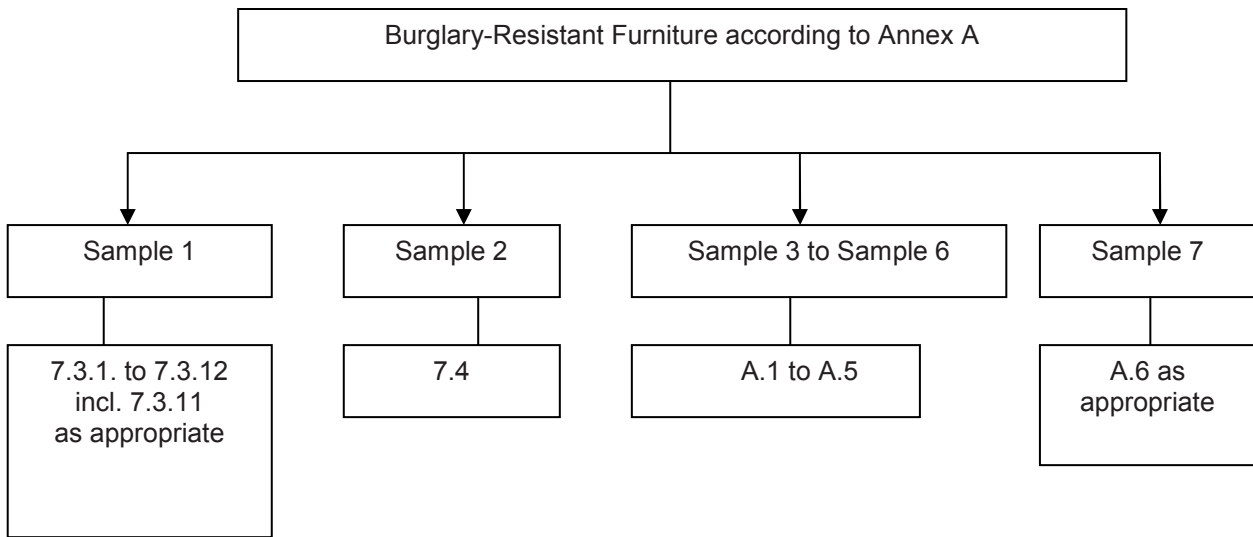 Burglary-Resistant Furniture according to Annex A
Sample 1
Sample 2
Sample 3 to Sample 6
Sample 7
7.3.1. to 7.3.12
incl. 7.3.11
as appropriate
7.4
A.1 to A.5
A.6 as
appropriate